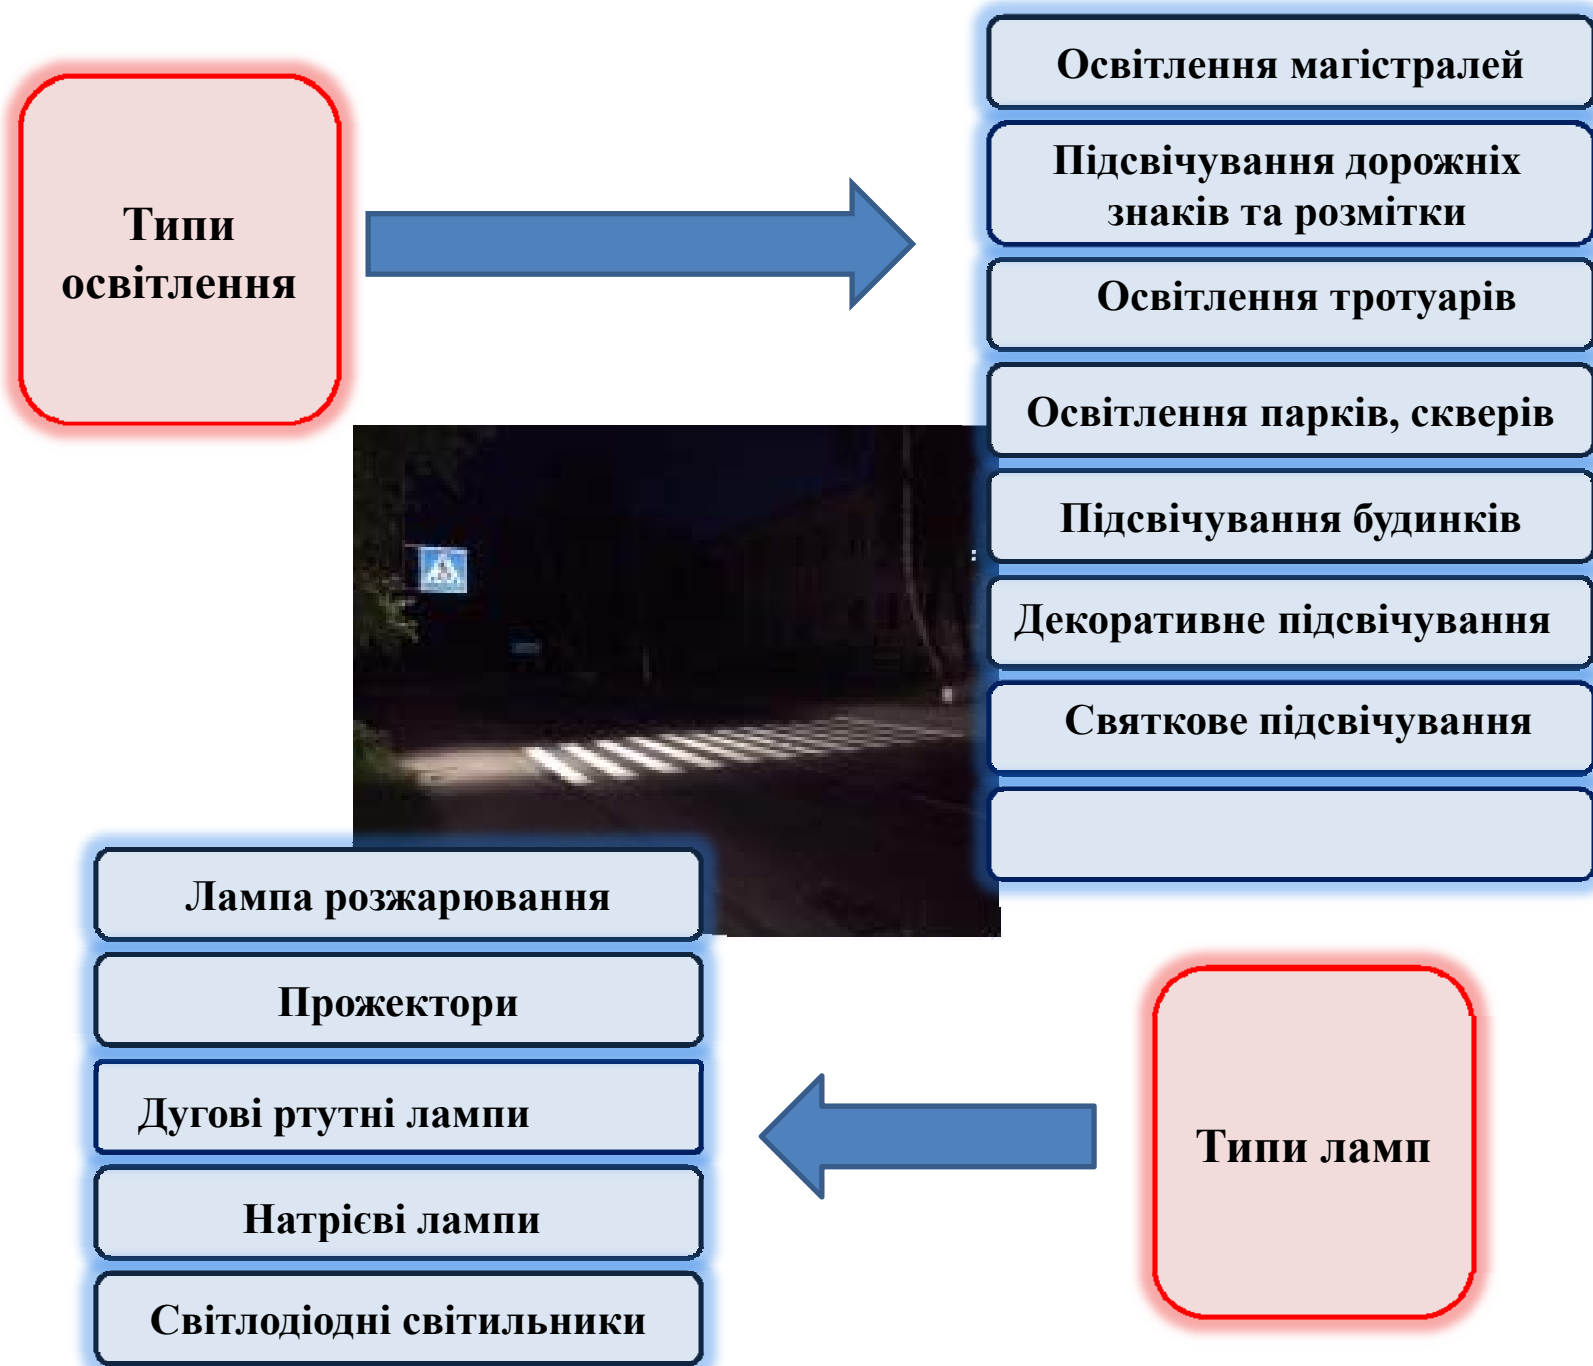 Типи
освітлення
Освітлення магістралей
Підсвічування дорожніх
знаків та розмітки
Освітлення тротуарів
Освітлення парків, скверів
Підсвічування будинків
Декоративне підсвічування
Святкове підсвічування
Типи ламп
Лампа розжарювання
Прожектори
Дугові ртутні лампи
Натрієві лампи
Світлодіодні світильники